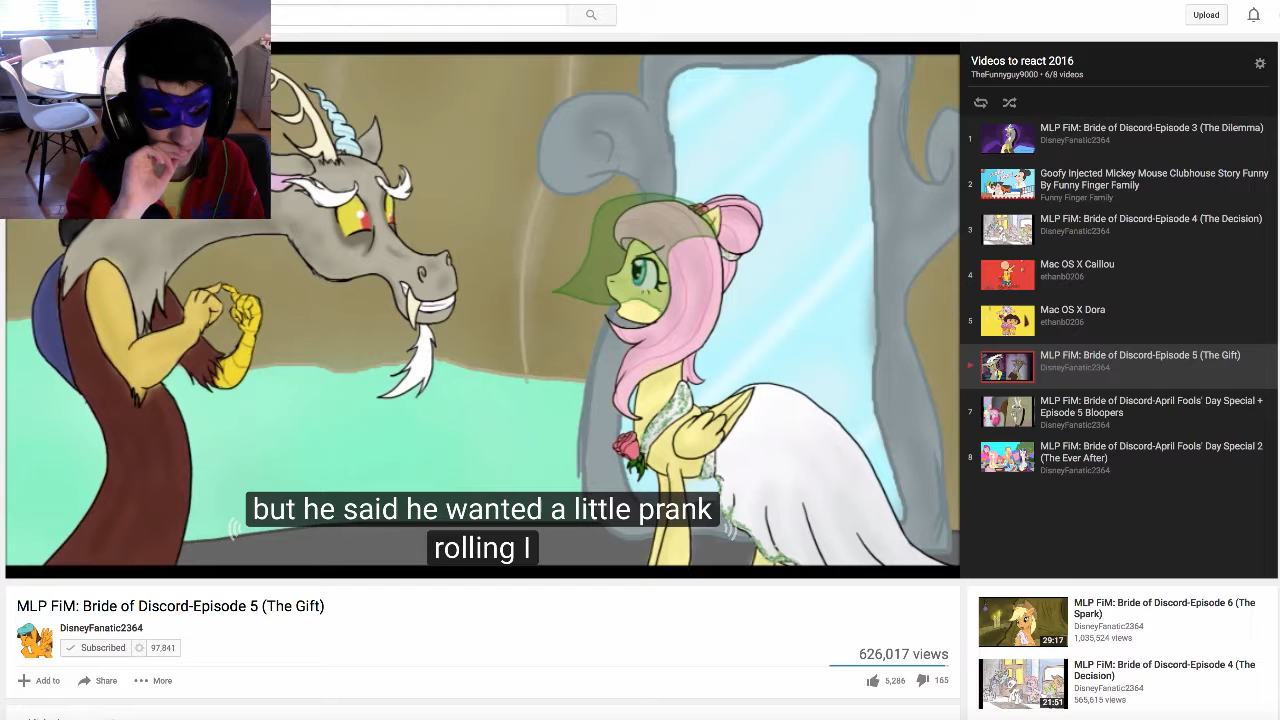 Upload
Videos to react 2016
TheFunnyguy9000 • 6/8 videos
1
MLP FiM: Bride of Discord-Episode 3 (The Dilemma)
DisneyFanatic2364
2
Goofy Injected Mickey Mouse Clubhouse Story Funny
By Funny Finger Family
Funny Finger Family
3
MLP FiM: Bride of Discord-Episode 4 (The Decision)
DisneyFanatic2364
4
Mac OS X Caillou
ethanb0206
5
Mac OS X Dora
ethanb0206
MLP FiM: Bride of Discord-Episode 5 (The Gift)
DisneyFanatic2364
7
MLP FiM: Bride of Discord-April Fools' Day Special +
Episode 5 Bloopers
DisneyFanatic2364
8
MLP FiM: Bride of Discord-April Fools' Day Special 2
(The Ever After)
DisneyFanatic2364
but he said he wanted a little prank
rolling I
MLP FiM: Bride of Discord-Episode 5 (The Gift)
DisneyFanatic2364
Subscribed 97,841
626,017 views
Add to Share More
5,286 165
MLP FiM: Bride of Discord-Episode 6 (The
Spark)
DisneyFanatic2364
1,035,524 views
29:17
MLP FiM: Bride of Discord-Episode 4 (The
Decision)
DisneyFanatic2364
565,615 views
21:51